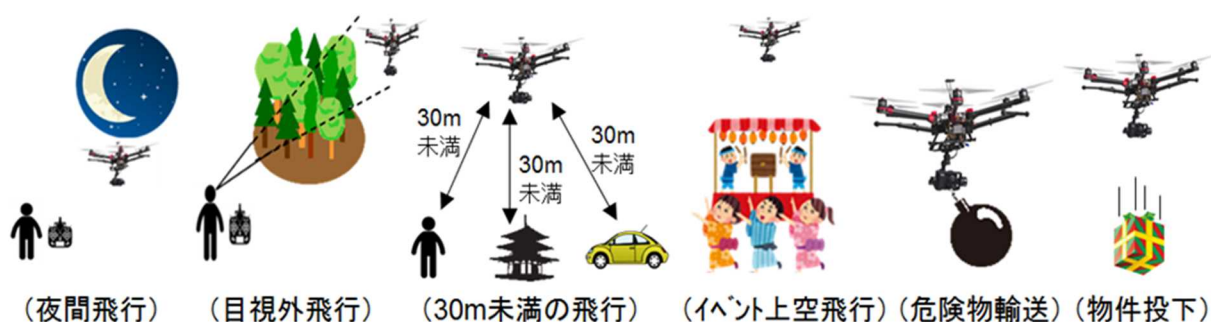 30m
未満
30m
未満
30m
未満
(夜間飛行)
(目視外飛行)
(30m未満の飛行)
(イベント上空飛行)
(危険物輸送)
(物件投下)